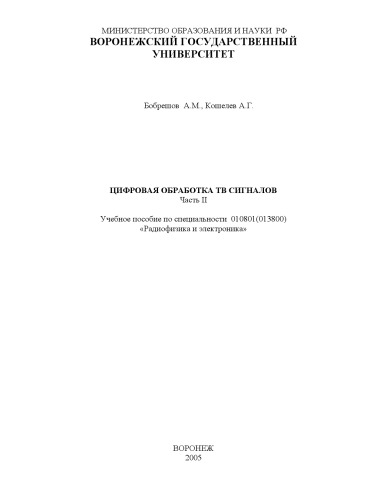 МИНИСТЕРСТВО ОБРАЗОВАНИЯ И НАУКИ РФ
ВОРОНЕЖСКИЙ ГОСУДАРСТВЕННЫЙ
УНИВЕРСИТЕТ
Бобрешов А.М., Кошелев А.Г.
ЦИФРОВАЯ ОБРАБОТКА ТВ СИГНАЛОВ
Часть II
Учебное пособие по специальности 010801(013800)
«Радиофизика и электроника»
ВОРОНЕЖ
2005